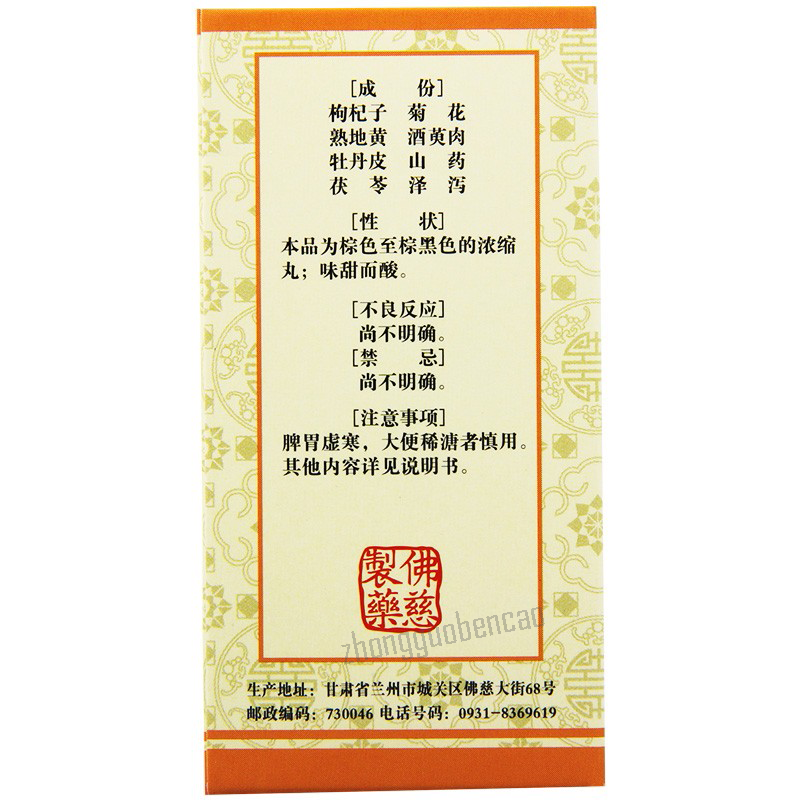 [成 份]
枸杞子 菊 花
熟地黄 酒萸肉
牡丹皮 山 药
茯 苓 泽 泻
[性 状]
本品为棕色至棕黑色的浓缩
丸；味甜而酸。
[不良反应]
尚不明确。
[禁 忌]
尚不明确。
[注意事项]
脾胃虚寒，大便稀溏者慎用。
其他内容详见说明书。
佛慈
製藥
zhongguobencao
生产地址：甘肃省兰州市城关区佛慈大街68号
邮政编码：730046 电话号码：0931-8369619